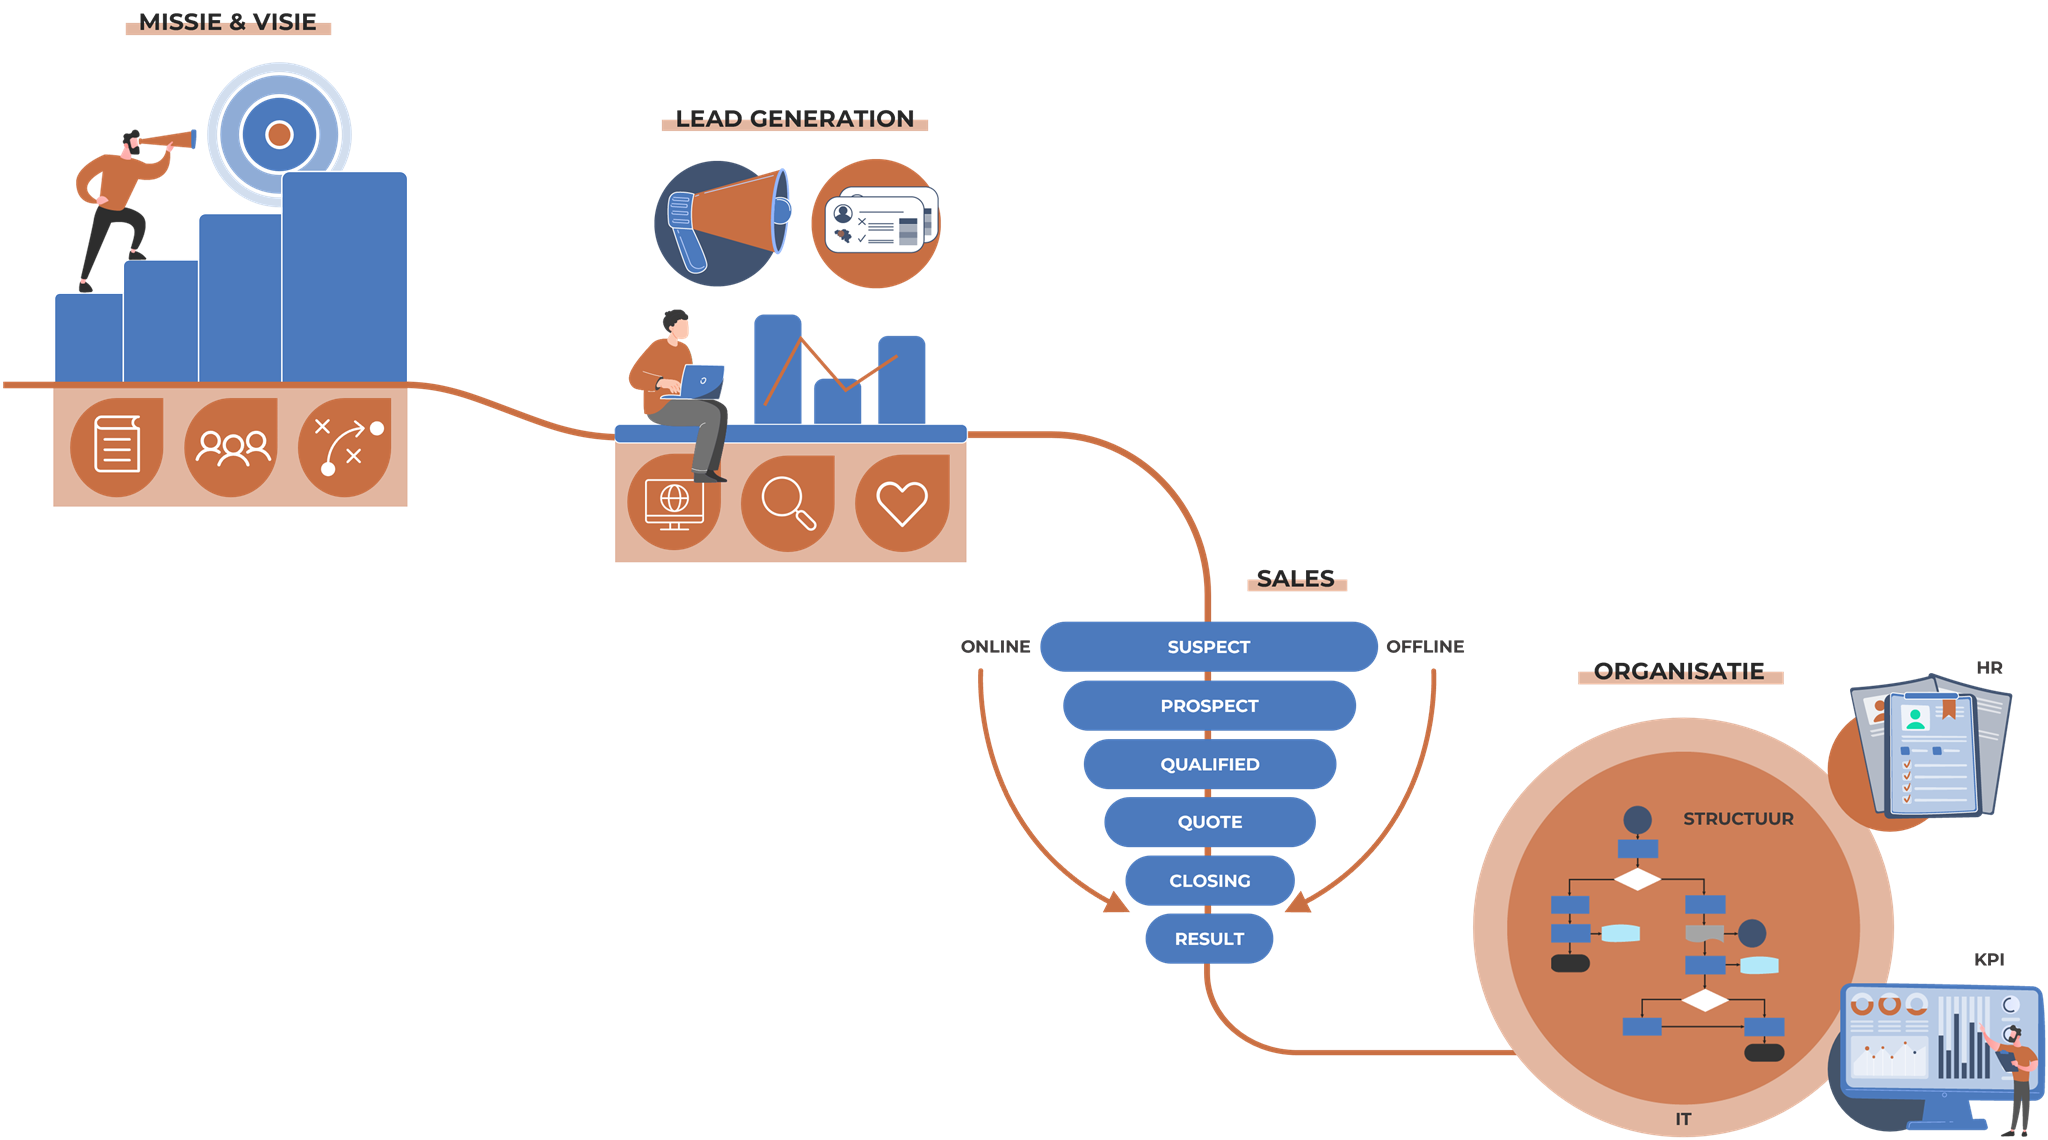 MISSIE & VISIE
LEAD GENERATION
SALES
ONLINE
SUSPECT
OFFLINE
PROSPECT
QUALIFIED
QUOTE
CLOSING
RESULT
ORGANISATIE
HR
STRUCTUUR
KPI
IT